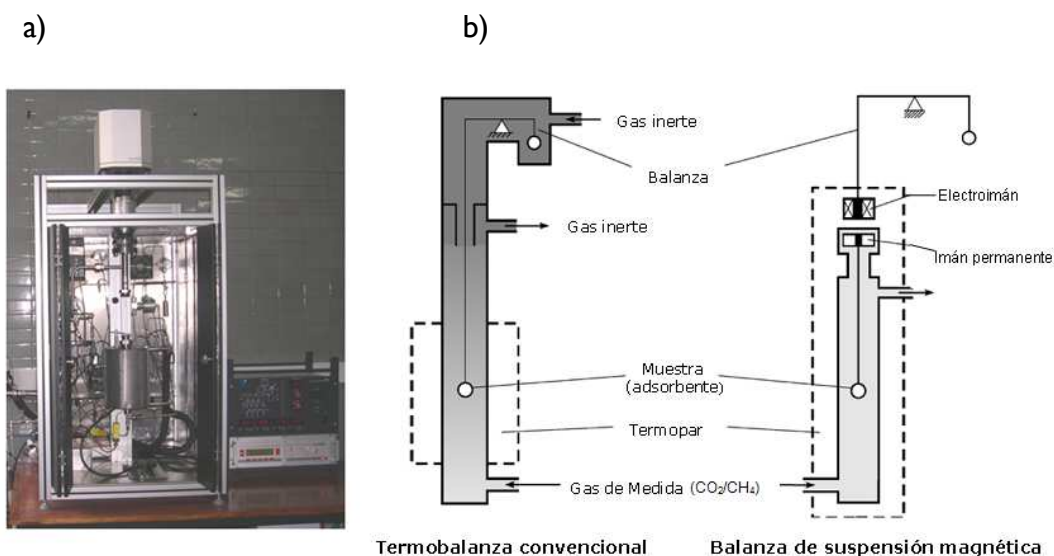 a)
b)
Gas inerte
Balanza
Electroimán
Gas inerte
Imán permanente
Muestra
(adsorbente)
Termopar
Gas de Medida (CO₂/CH₄)
Termobalanza convencional
Balanza de suspensión magnética